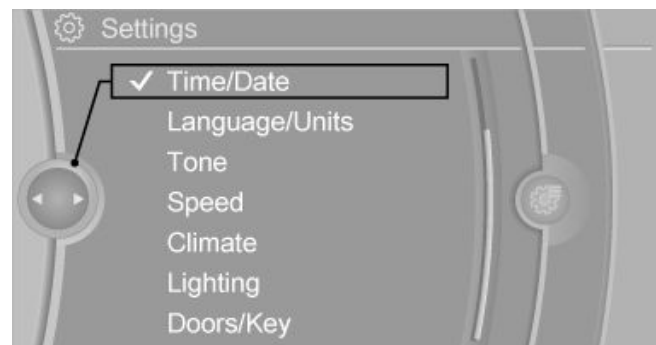 Settings
Time/Date
Language/Units
Tone
Speed
Climate
Lighting
Doors/Key